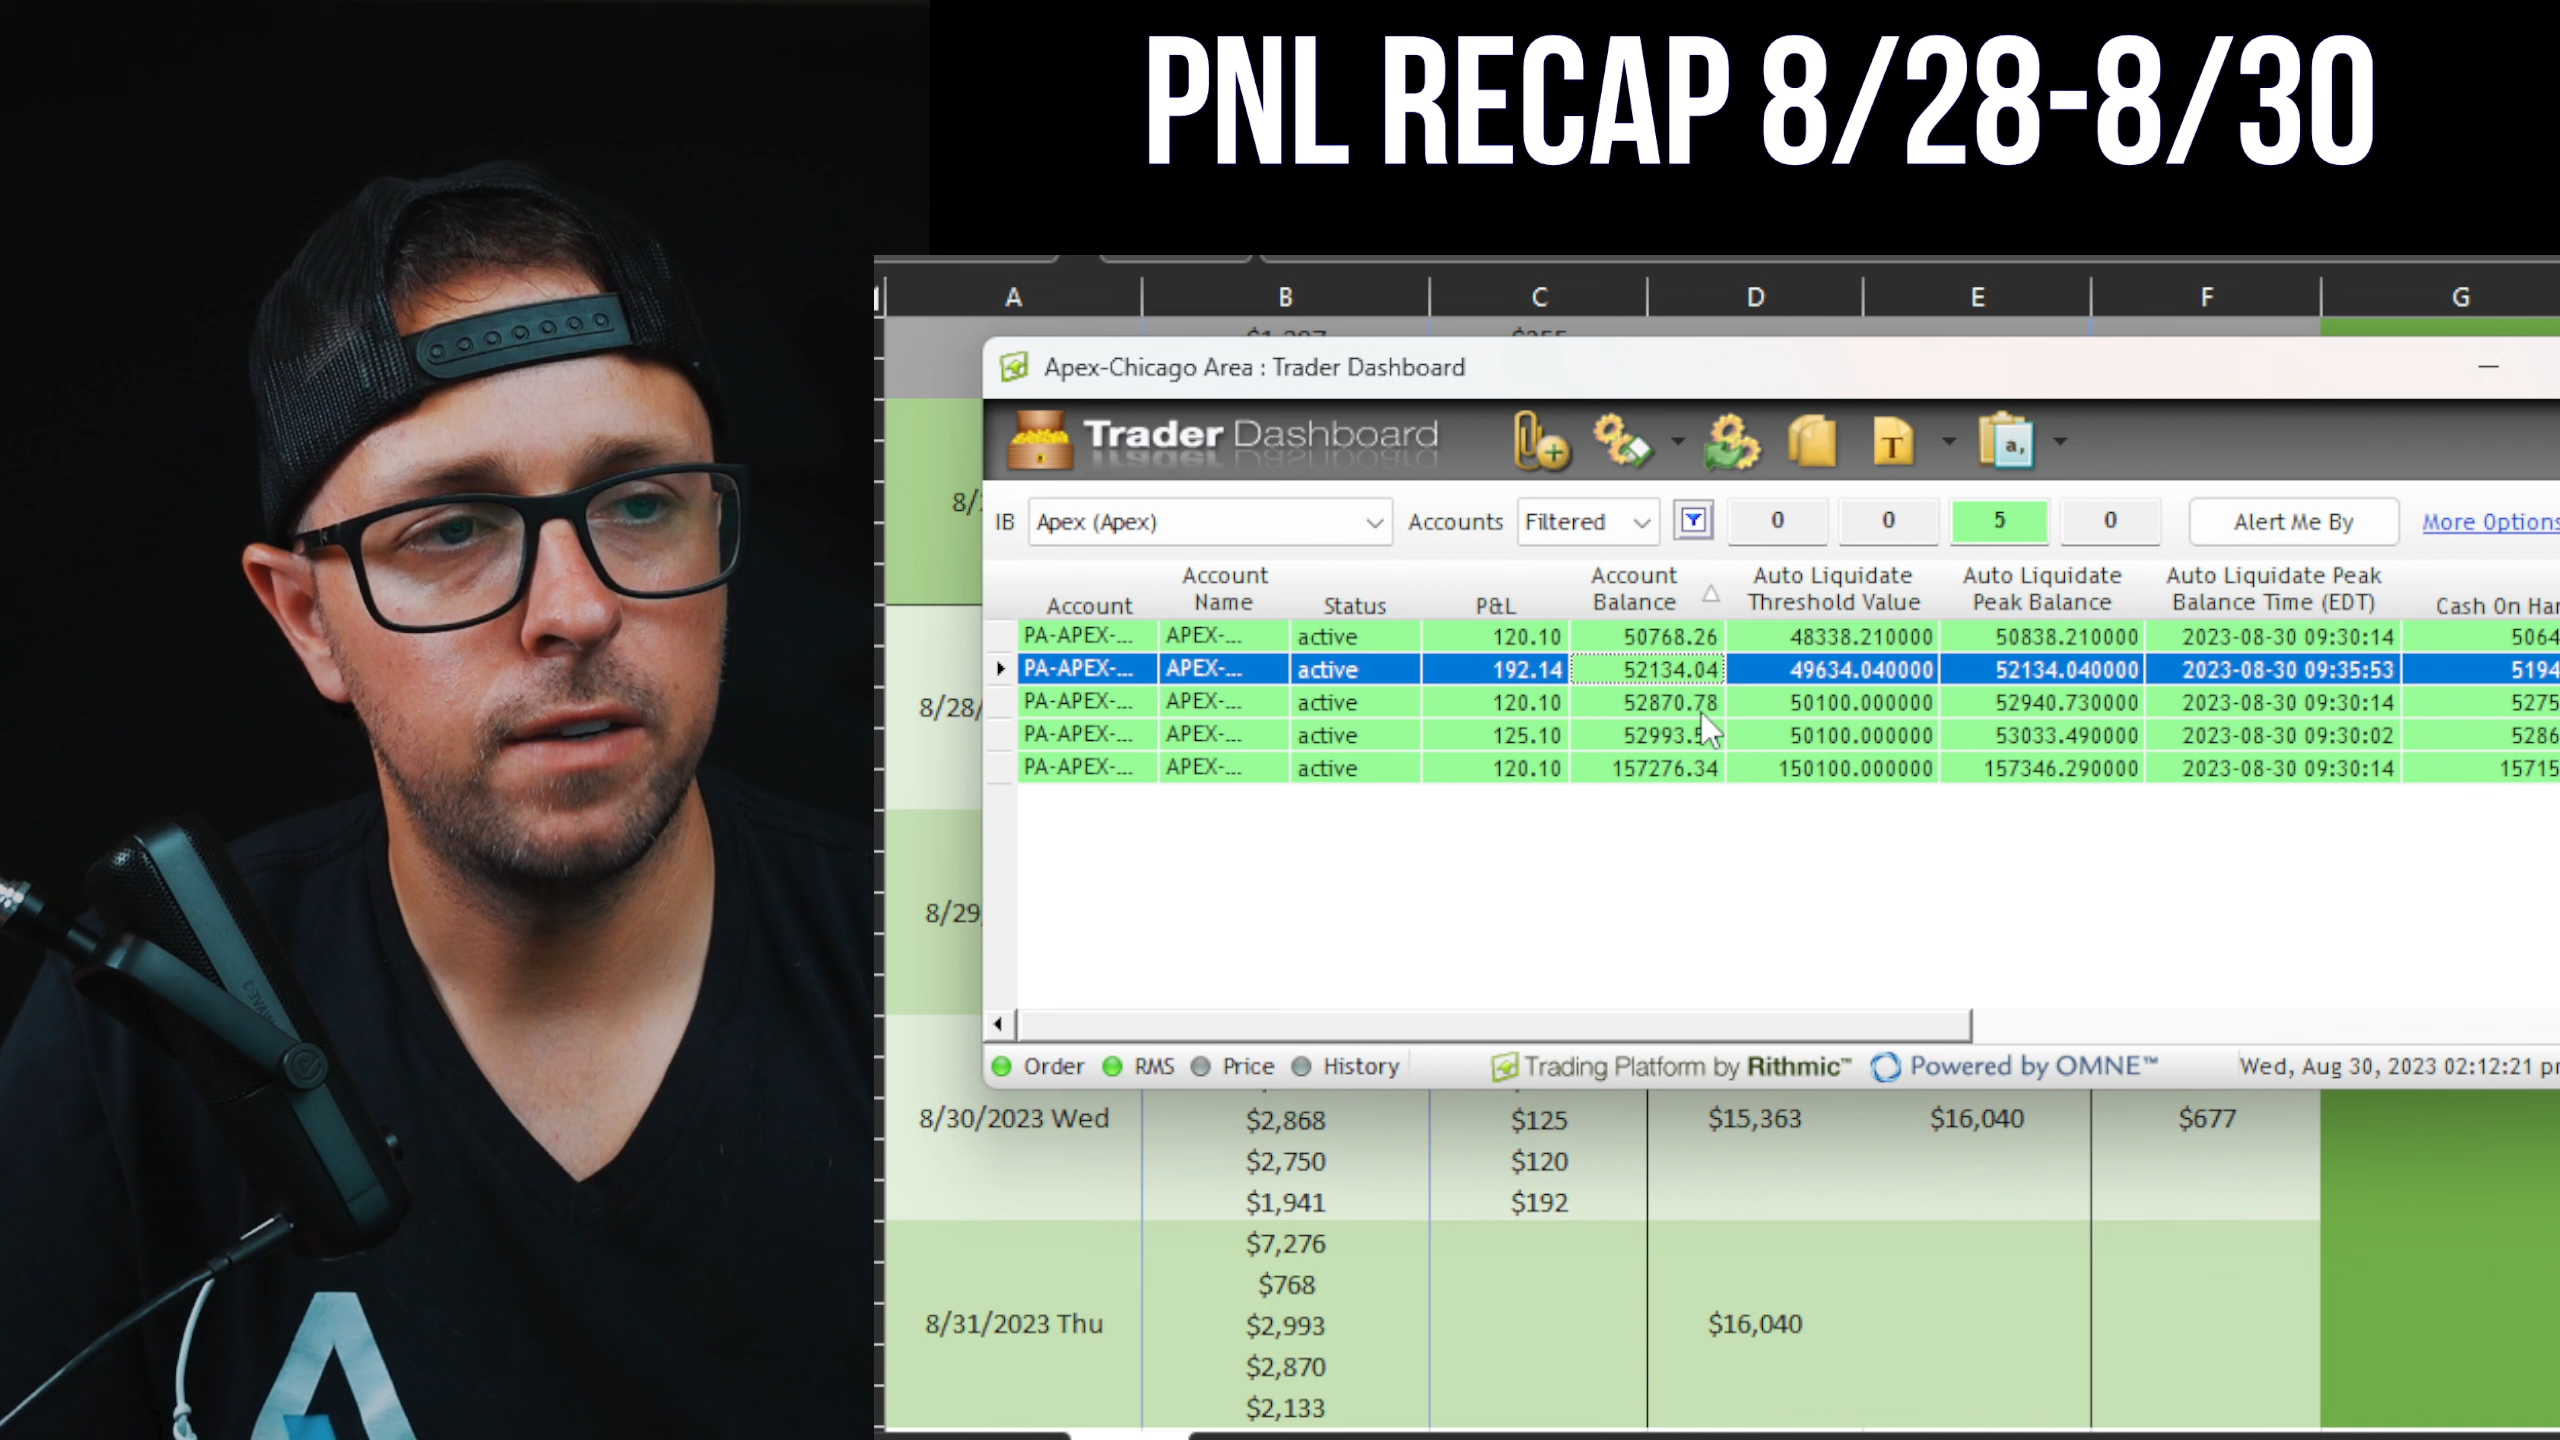 PNL RECAP 8/28-8/30
A B C D E F G
Apex-Chicago Area : Trader Dashboard
Trader Dashboard
IB Apex (Apex) Accounts Filtered 0 0 5 0 Alert Me By More Options
Account Account Name Status P&L Account Balance Auto Liquidate Threshold Value Auto Liquidate Peak Balance Auto Liquidate Peak Balance Time (EDT) Cash On Han
PA-APEX-... APEX-... active 120.10 50768.26 48338.210000 50838.210000 2023-08-30 09:30:14 5064
PA-APEX-... APEX-... active 192.14 52134.04 49634.040000 52134.040000 2023-08-30 09:35:53 5194
PA-APEX-... APEX-... active 120.10 52870.78 50100.000000 52940.730000 2023-08-30 09:30:14 5275
PA-APEX-... APEX-... active 125.10 52993.5 50100.000000 53033.490000 2023-08-30 09:30:02 5286
PA-APEX-... APEX-... active 120.10 157276.34 150100.000000 157346.290000 2023-08-30 09:30:14 15715
8/28/
8/29
Order RMS Price History Trading Platform by Rithmic™ Powered by OMNE™ Wed, Aug 30, 2023 02:12:21 pm
8/30/2023 Wed $2,868 $125 $15,363 $16,040 $677
$2,750 $120
$1,941 $192
$7,276
$768
8/31/2023 Thu $2,993 $16,040
$2,870
$2,133